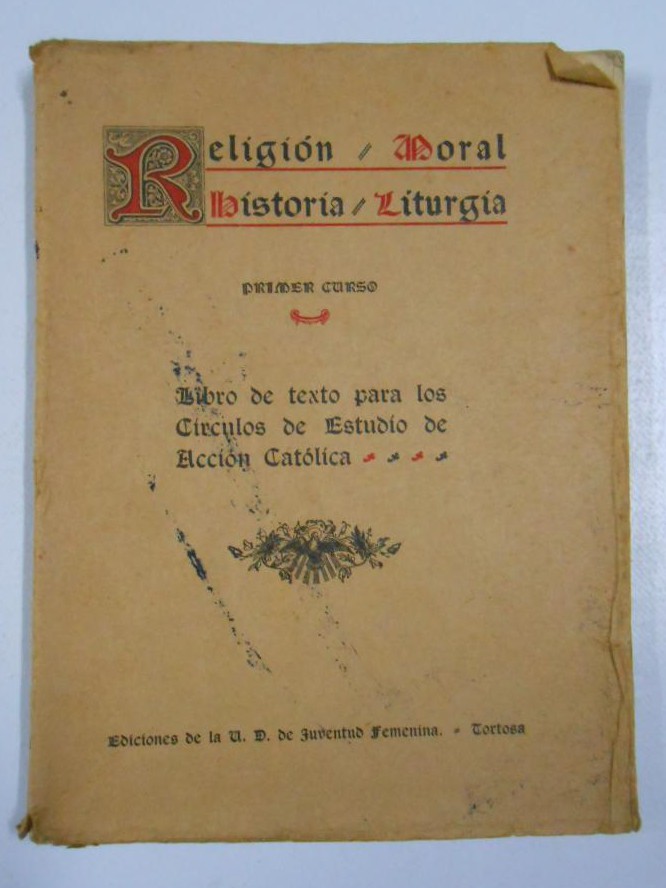 Religión // Moral
Historia // Liturgia
PRIMER CURSO
Libro de texto para los
Círculos de Estudio de
Acción Católica
Ediciones de la U. D. de Juventud Femenina. - Tortosa